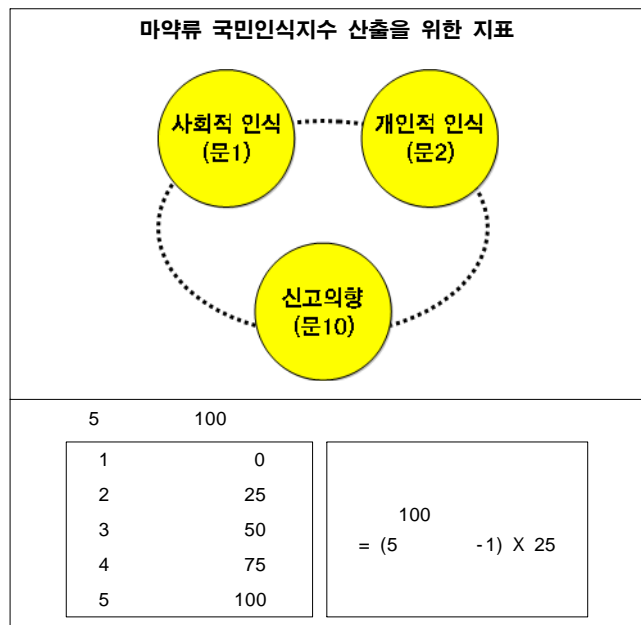 마약류 국민인식지수 산출을 위한 지표
사회적 인식
(문1)
개인적 인식
(문2)
신고의향
(문10)
5 100
1 0
2 25
3 50
4 75
5 100
100
= (5 -1) X 25